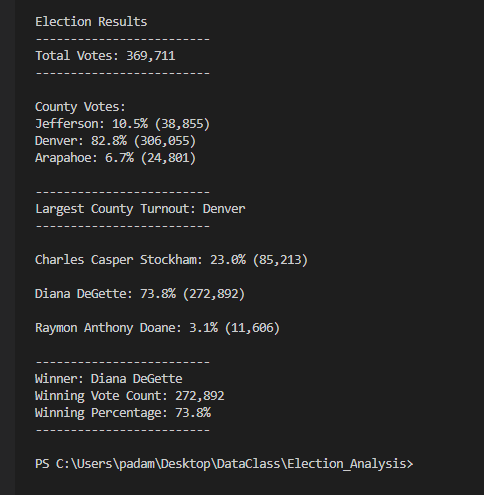 Election Results
-------------------------
Total Votes: 369,711
-------------------------
County Votes:
Jefferson: 10.5% (38,855)
Denver: 82.8% (306,055)
Arapahoe: 6.7% (24,801)
-------------------------
Largest County Turnout: Denver
-------------------------
Charles Casper Stockham: 23.0% (85,213)
Diana DeGette: 73.8% (272,892)
Raymon Anthony Doane: 3.1% (11,606)
-------------------------
Winner: Diana DeGette
Winning Vote Count: 272,892
Winning Percentage: 73.8%
-------------------------
PS C:\Users\padam\Desktop\DataClass\Election_Analysis>